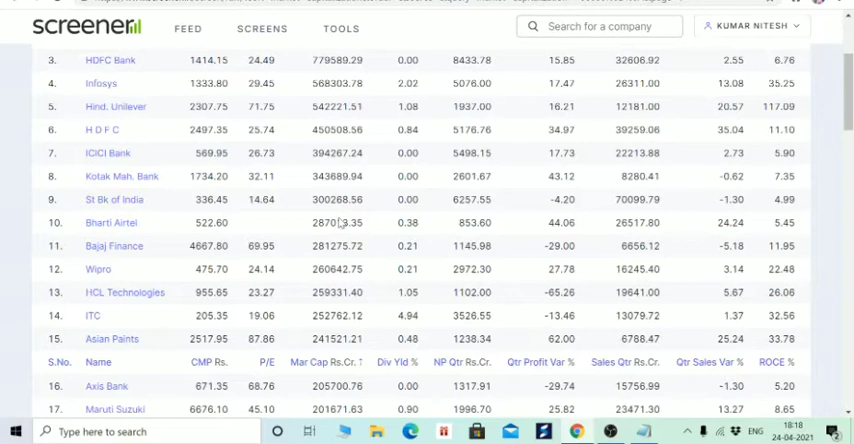 screener
FEED SCREENS TOOLS
Search for a company
KUMAR NITESH
3. HDFC Bank 1414.15 24.49 779589.29 0.00 8433.78 15.85 32606.92 2.55 6.76
4. Infosys 1333.80 29.45 568303.78 2.02 5076.00 17.47 26311.00 13.08 35.25
5. Hind. Unilever 2307.75 71.75 542221.51 1.08 1937.00 16.21 12181.00 20.57 117.09
6. H D F C 2497.35 25.74 450508.56 0.84 5176.76 34.97 39259.06 35.04 11.10
7. ICICI Bank 569.95 26.73 394267.24 0.00 5498.15 17.73 22213.88 2.73 5.90
8. Kotak Mah. Bank 1734.20 32.11 343689.94 0.00 2601.67 43.12 8280.41 -0.62 7.35
9. St Bk of India 336.45 14.64 300268.56 0.00 6257.55 -4.20 70099.79 -1.30 4.99
10. Bharti Airtel 522.60 0.38 853.60 44.06 26517.80 24.24 5.45
11. Bajaj Finance 4667.80 69.95 281275.72 0.21 1145.98 -29.00 6656.12 -5.18 11.95
12. Wipro 475.70 24.14 260642.75 0.21 2972.30 27.78 16245.40 3.14 22.48
13. HCL Technologies 955.65 23.27 259331.40 1.05 1102.00 -65.26 19641.00 5.67 26.06
14. ITC 205.35 19.06 252762.12 4.94 3526.55 -13.46 13079.72 1.37 32.56
15. Asian Paints 2517.95 87.86 241521.21 0.48 1238.34 62.00 6788.47 25.24 33.78
S.No. Name CMP Rs. P/E Mar Cap Rs.Cr. ↑ Div Yld % NP Qtr Rs.Cr. Qtr Profit Var % Sales Qtr Rs.Cr. Qtr Sales Var % ROCE %
16. Axis Bank 671.35 68.76 205700.76 0.00 1317.91 -29.74 15756.99 -1.30 5.20
17. Maruti Suzuki 6676.10 45.10 201671.63 0.90 1996.70 25.82 23471.30 13.27 8.65
Type here to search
ENG
18:18
24-04-2021
2